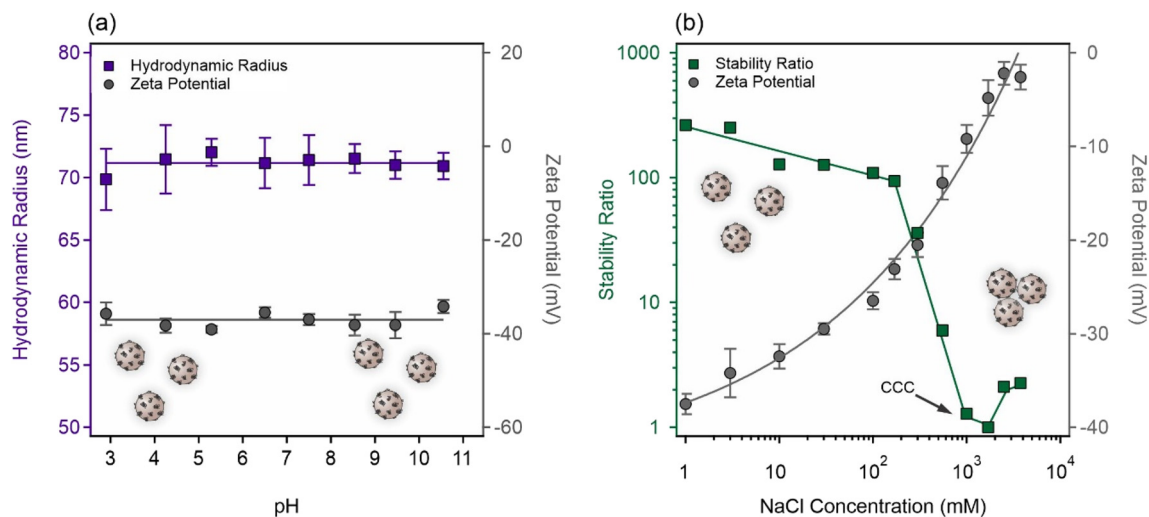 (a)
Hydrodynamic Radius
Zeta Potential
80
75
70
65
60
55
50
Hydrodynamic Radius (nm)
20
0
-20
-40
-60
Zeta Potential (mV)
3 4 5 6 7 8 9 10 11
pH
(b)
Stability Ratio
Zeta Potential
1000
100
10
1
Stability Ratio
CCC
0
-10
-20
-30
-40
Zeta Potential (mV)
1 10 10² 10³ 10⁴
NaCl Concentration (mM)